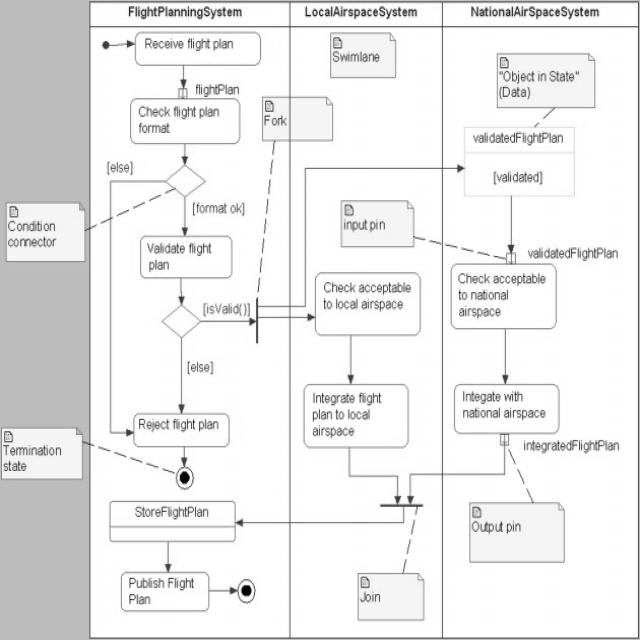 FlightPlanningSystem
LocalAirspaceSystem
NationalAirSpaceSystem
Receive flight plan
flightPlan
Check flight plan
format
[else]
[format ok]
Condition
connector
Validate flight
plan
[isValid()]
[else]
Reject flight plan
Termination
state
StoreFlightPlan
Publish Flight
Plan
Fork
Swimlane
input pin
Check acceptable
to local airspace
Integrate flight
plan to local
airspace
Join
"Object in State"
(Data)
validatedFlightPlan
[validated]
validatedFlightPlan
Check acceptable
to national
airspace
Integate with
national airspace
integratedFlightPlan
Output pin